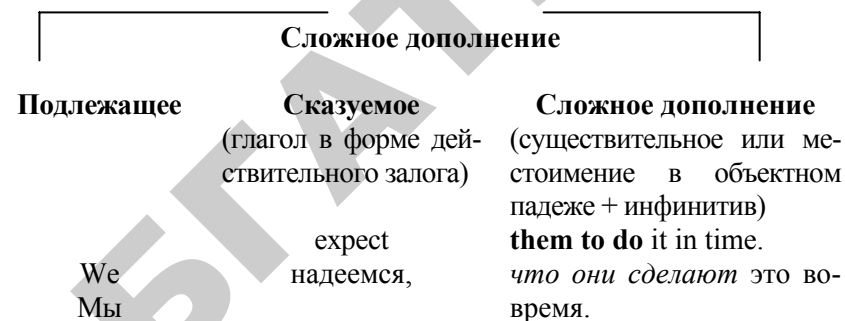 Сложное дополнение
Подлежащее Сказуемое Сложное дополнение
(глагол в форме дей- (существительное или ме-
ствительного залога) стоимение в объектном
падеже + инфинитив)
expect them to do it in time.
We надеемся, что они сделают это во-
Мы время.
БГАТ